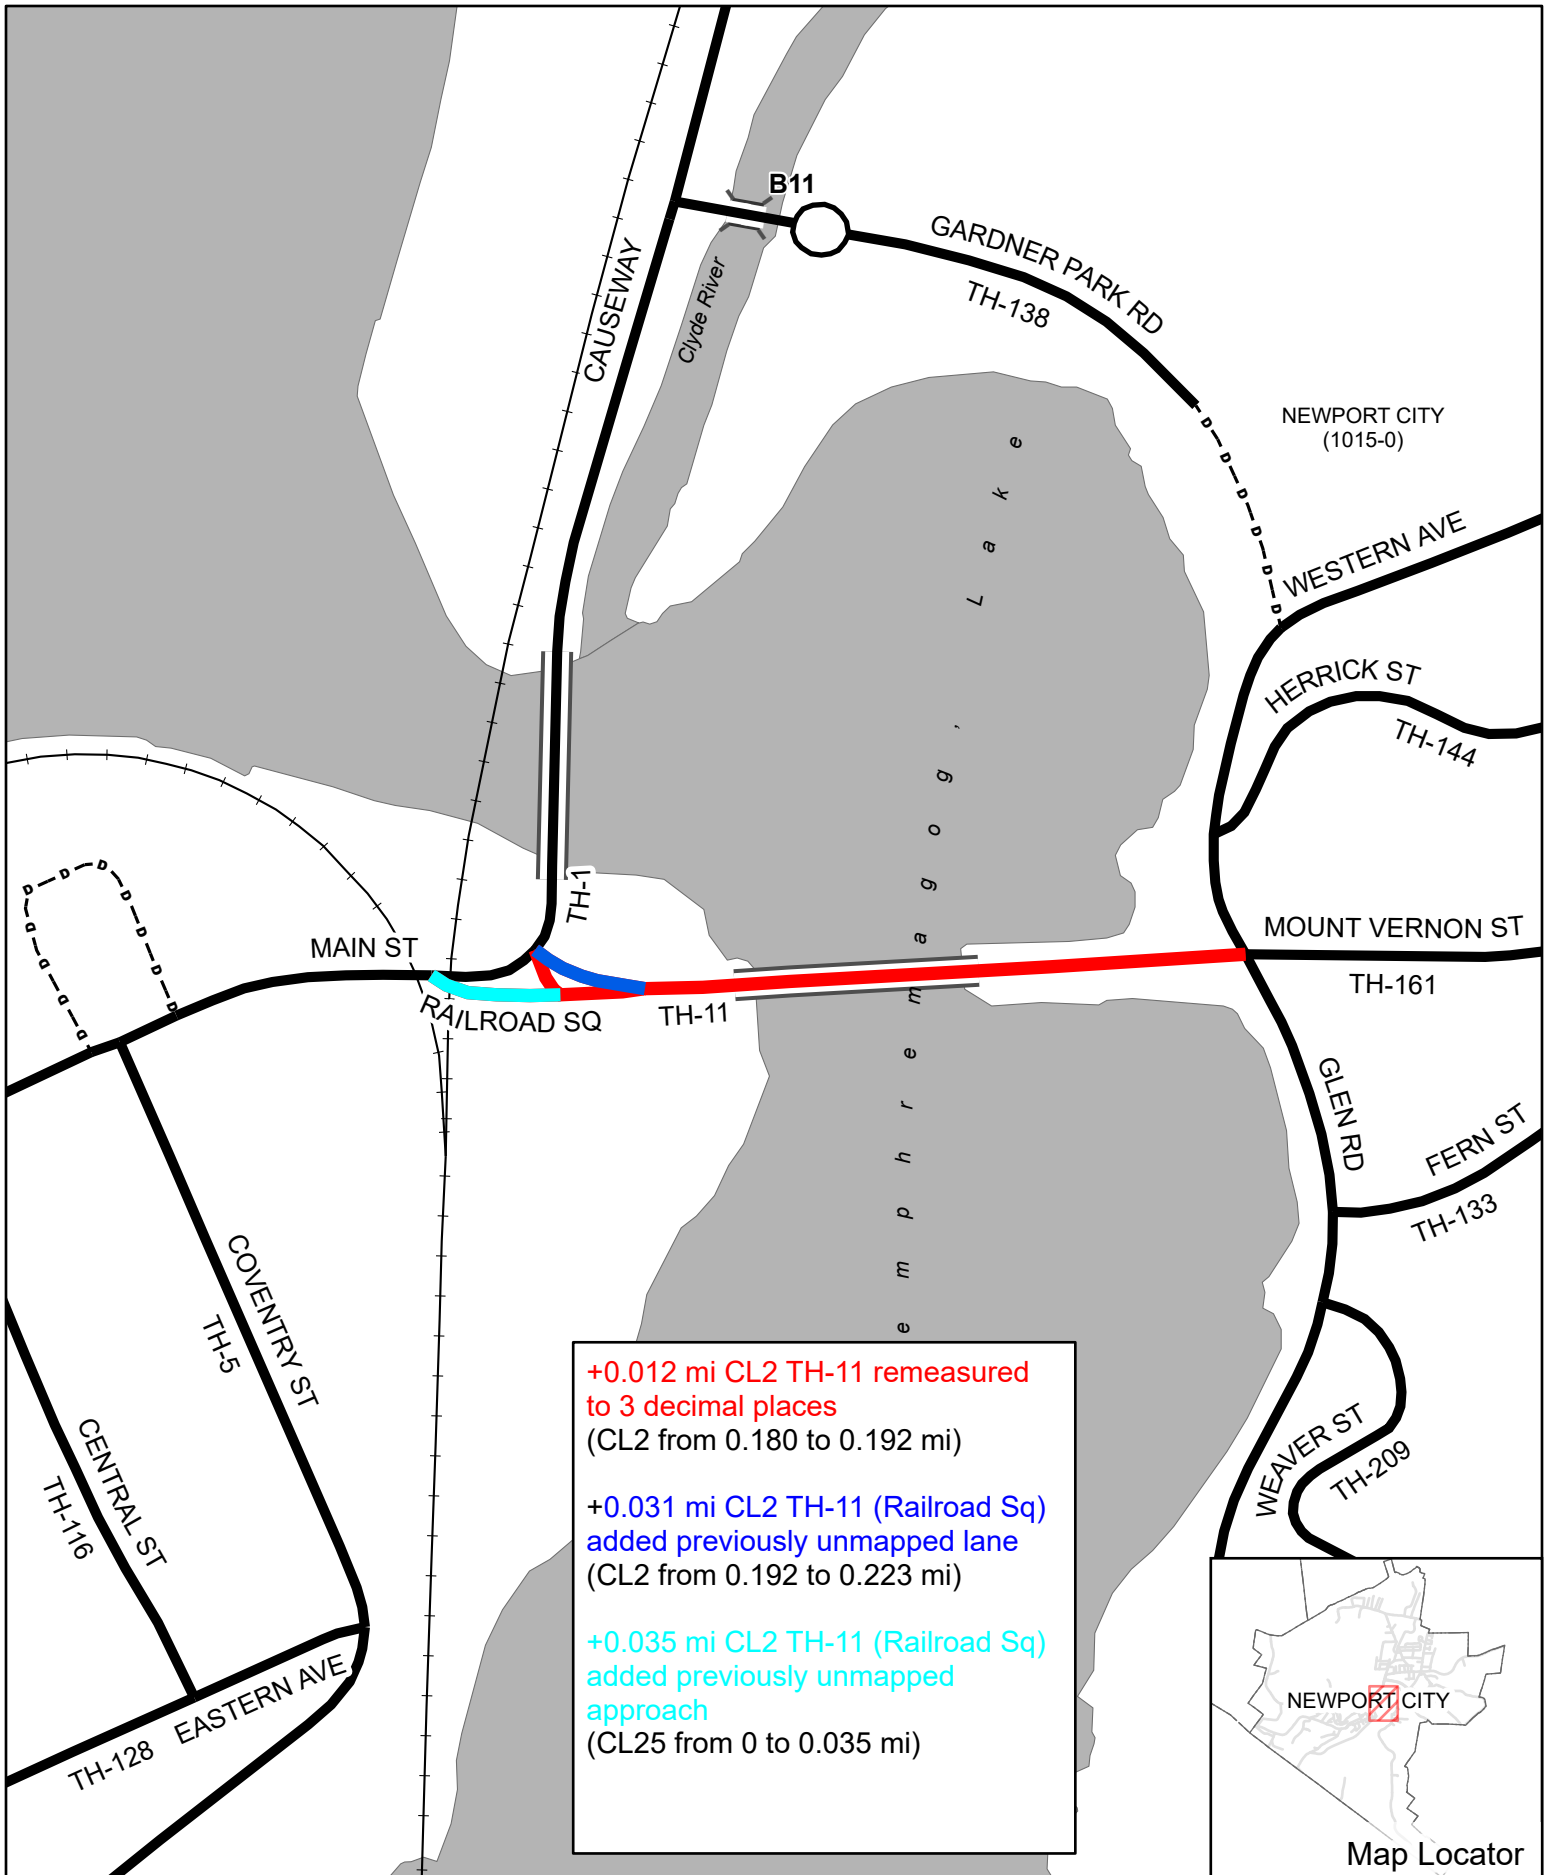 B11
GARDNER PARK RD
TH-138
CAUSEWAY
Clyde River
NEWPORT CITY
(1015-0)
Lake
WESTERN AVE
HERRICK ST
TH-144
emphremagog,
D D D D D D
D D D D D D D D D
TH-1
MAIN ST
MOUNT VERNON ST
TH-161
RAILROAD SQ
TH-11
GLEN RD
FERN ST
TH-133
COVENTRY ST
TH-5
CENTRAL ST
TH-116
WEAVER ST
TH-209
EASTERN AVE
TH-128
+0.012 mi CL2 TH-11 remeasured
to 3 decimal places
(CL2 from 0.180 to 0.192 mi)
+0.031 mi CL2 TH-11 (Railroad Sq)
added previously unmapped lane
(CL2 from 0.192 to 0.223 mi)
+0.035 mi CL2 TH-11 (Railroad Sq)
added previously unmapped
approach
(CL25 from 0 to 0.035 mi)
NEWPORT CITY
Map Locator